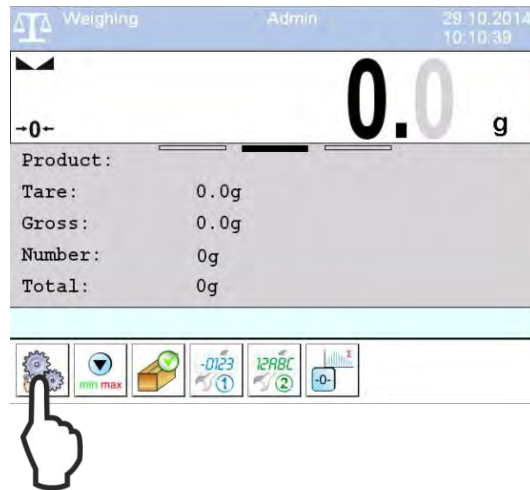 Weighing Admin 29.10.2014
10:10:39
0.0
→0← g
Product:
Tare: 0.0g
Gross: 0.0g
Number: 0g
Total: 0g
min max -0123 1 12ABC 2 Σ -0-